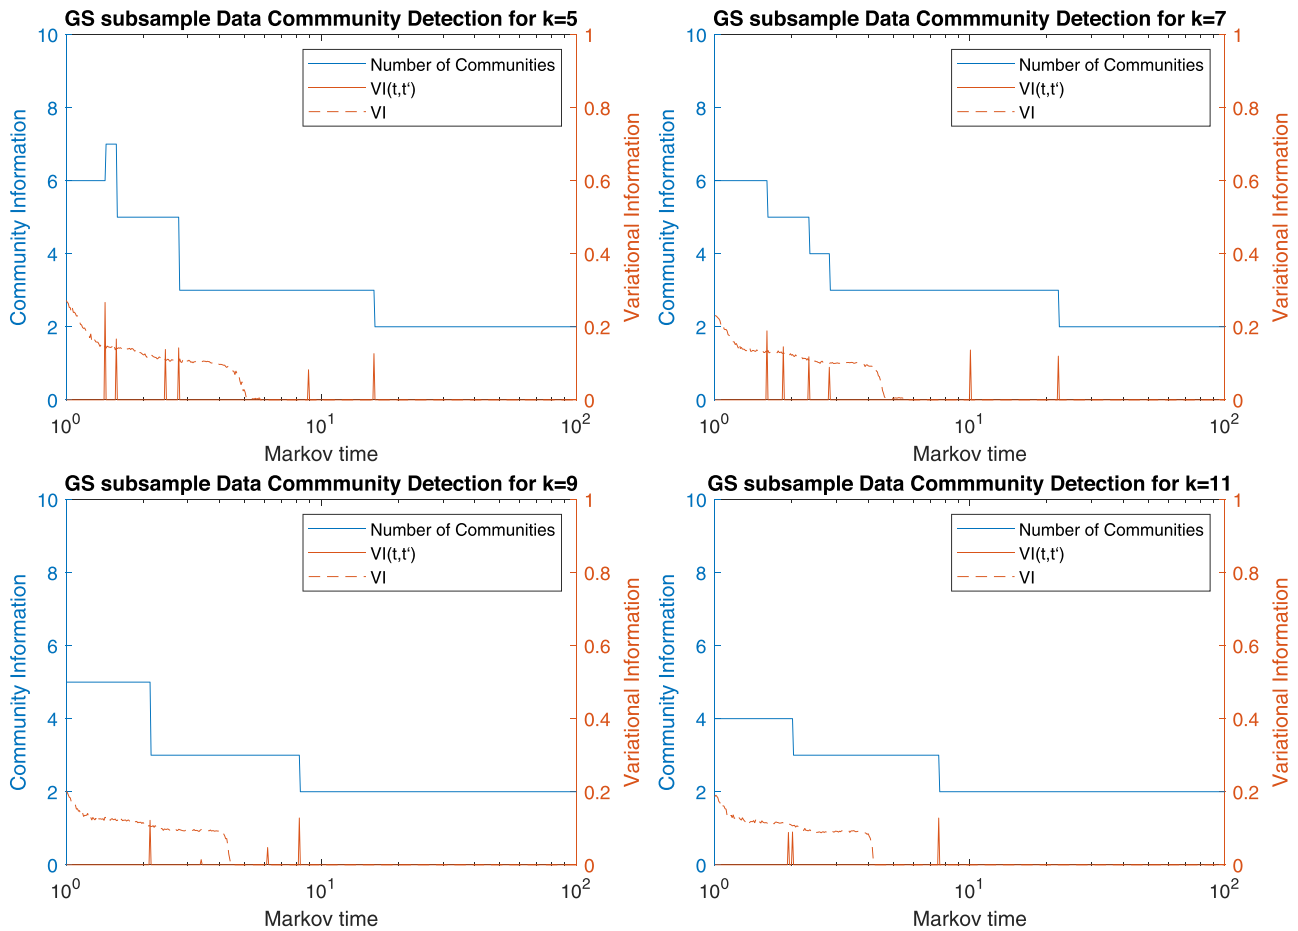 GS subsample Data Commmunity Detection for k=5
Number of Communities
VI(t,t‘)
VI
Community Information
Variational Information
10
8
6
4
2
0
1
0.8
0.6
0.4
0.2
0
10^0
10^1
10^2
Markov time
GS subsample Data Commmunity Detection for k=7
Number of Communities
VI(t,t‘)
VI
Community Information
Variational Information
10
8
6
4
2
0
1
0.8
0.6
0.4
0.2
0
10^0
10^1
10^2
Markov time
GS subsample Data Commmunity Detection for k=9
Number of Communities
VI(t,t‘)
VI
Community Information
Variational Information
10
8
6
4
2
0
1
0.8
0.6
0.4
0.2
0
10^0
10^1
10^2
Markov time
GS subsample Data Commmunity Detection for k=11
Number of Communities
VI(t,t‘)
VI
Community Information
Variational Information
10
8
6
4
2
0
1
0.8
0.6
0.4
0.2
0
10^0
10^1
10^2
Markov time